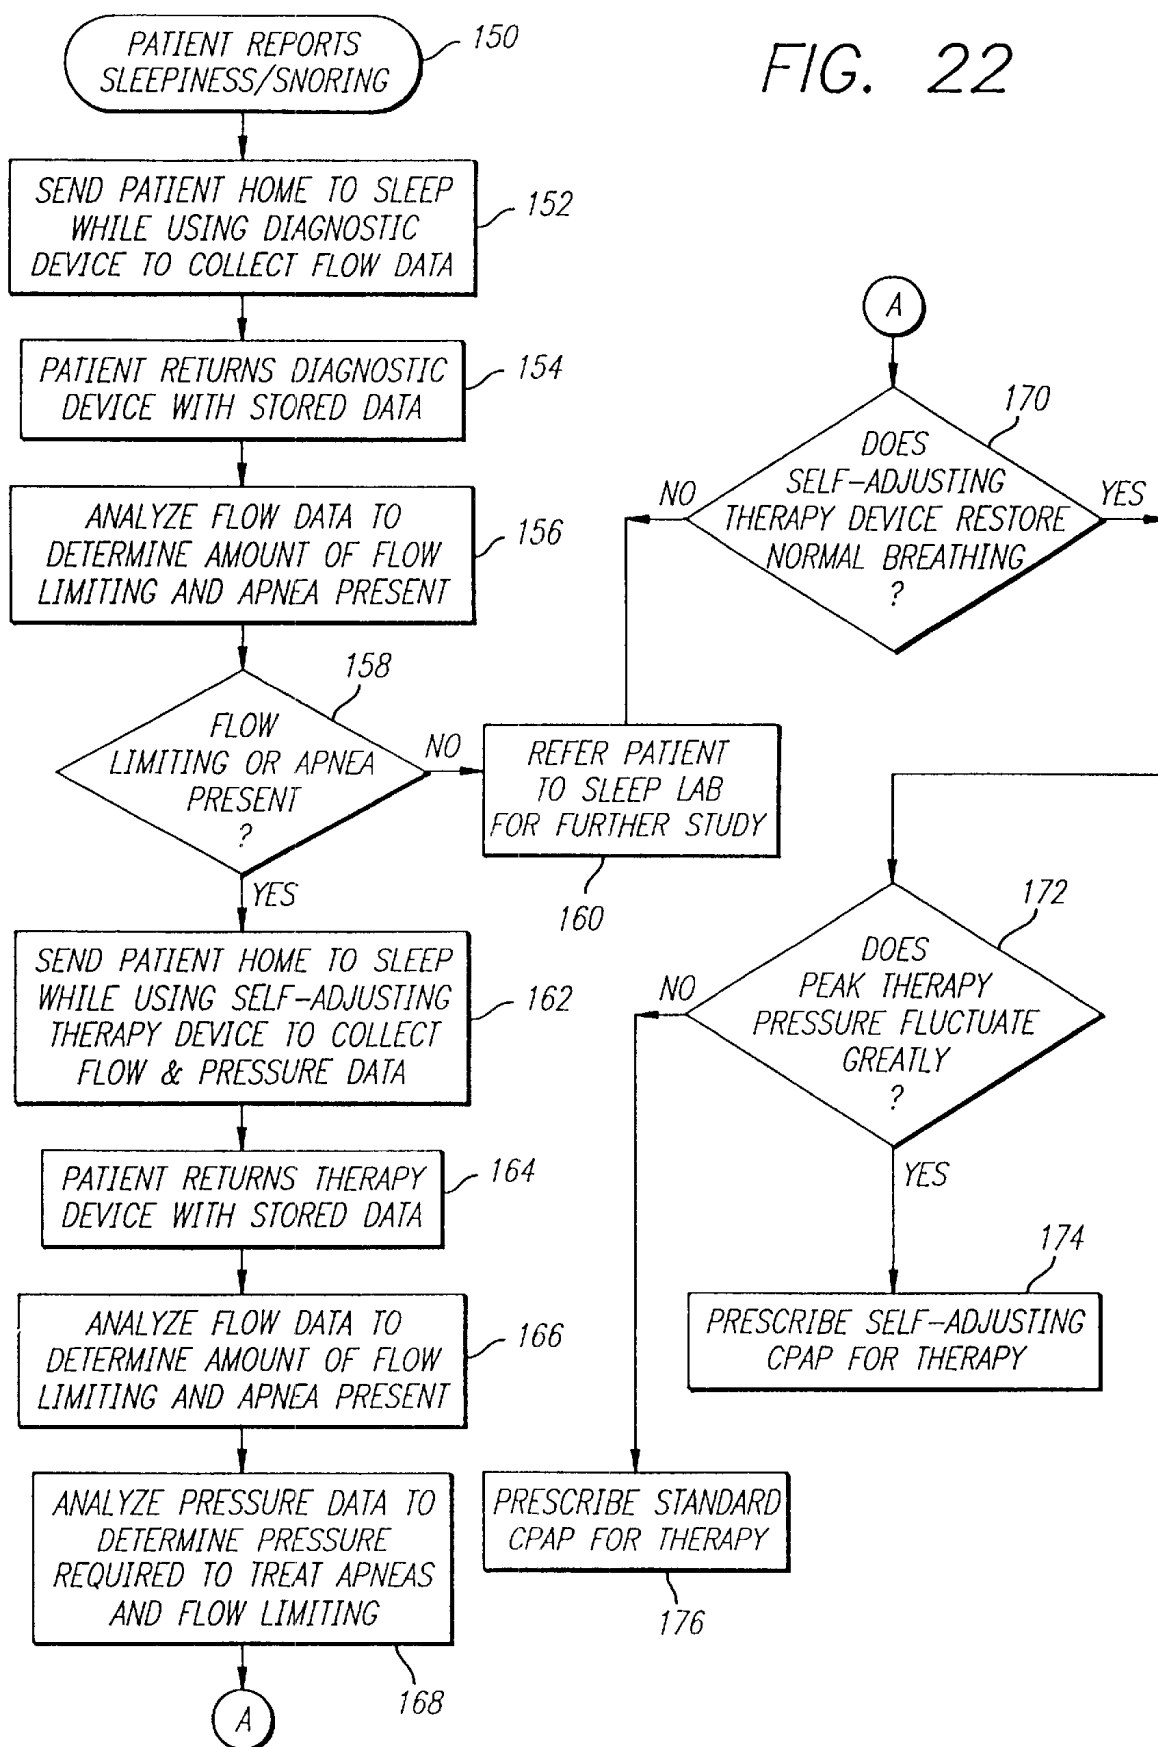 FIG. 22
PATIENT REPORTS
SLEEPINESS/SNORING
150
SEND PATIENT HOME TO SLEEP
WHILE USING DIAGNOSTIC
DEVICE TO COLLECT FLOW DATA
152
PATIENT RETURNS DIAGNOSTIC
DEVICE WITH STORED DATA
154
ANALYZE FLOW DATA TO
DETERMINE AMOUNT OF FLOW
LIMITING AND APNEA PRESENT
156
FLOW
LIMITING OR APNEA
PRESENT
?
158
NO
YES
REFER PATIENT
TO SLEEP LAB
FOR FURTHER STUDY
160
SEND PATIENT HOME TO SLEEP
WHILE USING SELF-ADJUSTING
THERAPY DEVICE TO COLLECT
FLOW & PRESSURE DATA
162
PATIENT RETURNS THERAPY
DEVICE WITH STORED DATA
164
ANALYZE FLOW DATA TO
DETERMINE AMOUNT OF FLOW
LIMITING AND APNEA PRESENT
166
ANALYZE PRESSURE DATA TO
DETERMINE PRESSURE
REQUIRED TO TREAT APNEAS
AND FLOW LIMITING
168
A
A
DOES
SELF-ADJUSTING
THERAPY DEVICE RESTORE
NORMAL BREATHING
?
170
NO
YES
DOES
PEAK THERAPY
PRESSURE FLUCTUATE
GREATLY
?
172
NO
YES
PRESCRIBE SELF-ADJUSTING
CPAP FOR THERAPY
174
PRESCRIBE STANDARD
CPAP FOR THERAPY
176